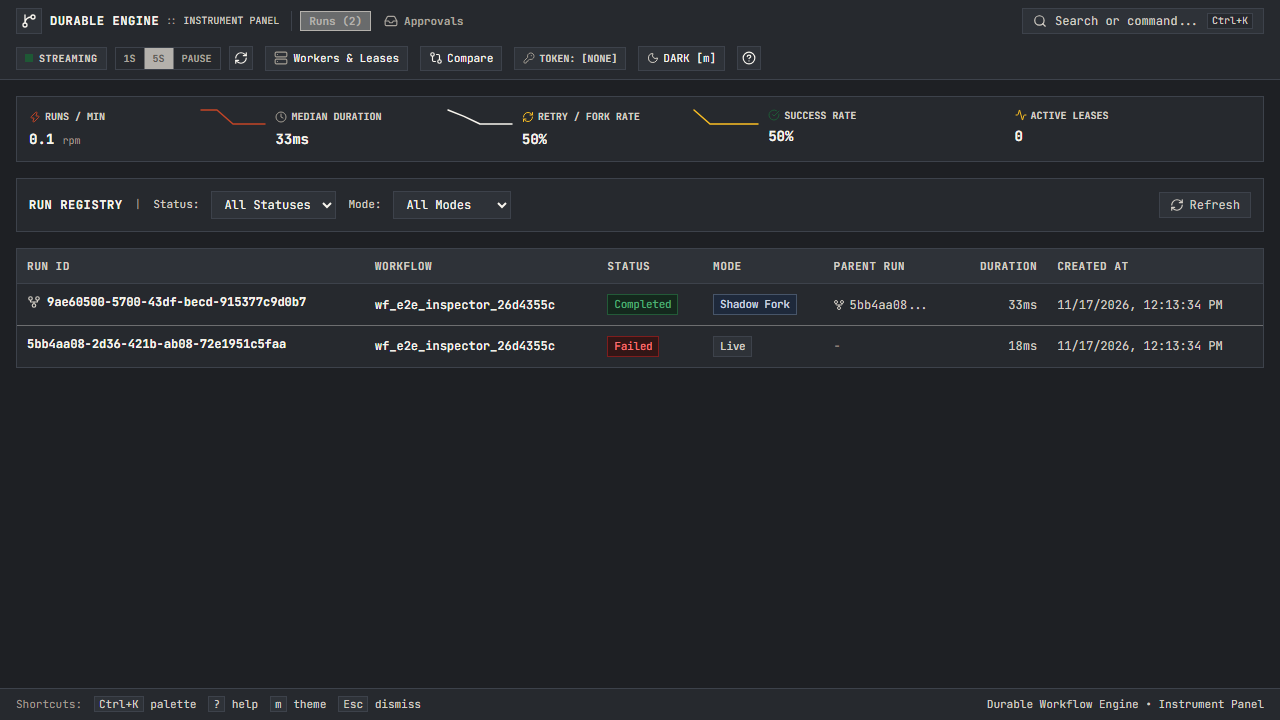 DURABLE ENGINE :: INSTRUMENT PANEL | Runs (2) Approvals Search or command... Ctrl+K
STREAMING 1S 5S PAUSE Workers & Leases Compare TOKEN: [NONE] DARK [m]
RUNS / MIN MEDIAN DURATION RETRY / FORK RATE SUCCESS RATE ACTIVE LEASES
0.1 rpm 33ms 50% 50% 0
RUN REGISTRY | Status: All Statuses Mode: All Modes Refresh
RUN ID WORKFLOW STATUS MODE PARENT RUN DURATION CREATED AT
9ae60500-5700-43df-becd-915377c9d0b7 wf_e2e_inspector_26d4355c Completed Shadow Fork 5bb4aa08... 33ms 11/17/2026, 12:13:34 PM
5bb4aa08-2d36-421b-ab08-72e1951c5faa wf_e2e_inspector_26d4355c Failed Live - 18ms 11/17/2026, 12:13:34 PM
Shortcuts: Ctrl+K palette ? help m theme Esc dismiss Durable Workflow Engine • Instrument Panel